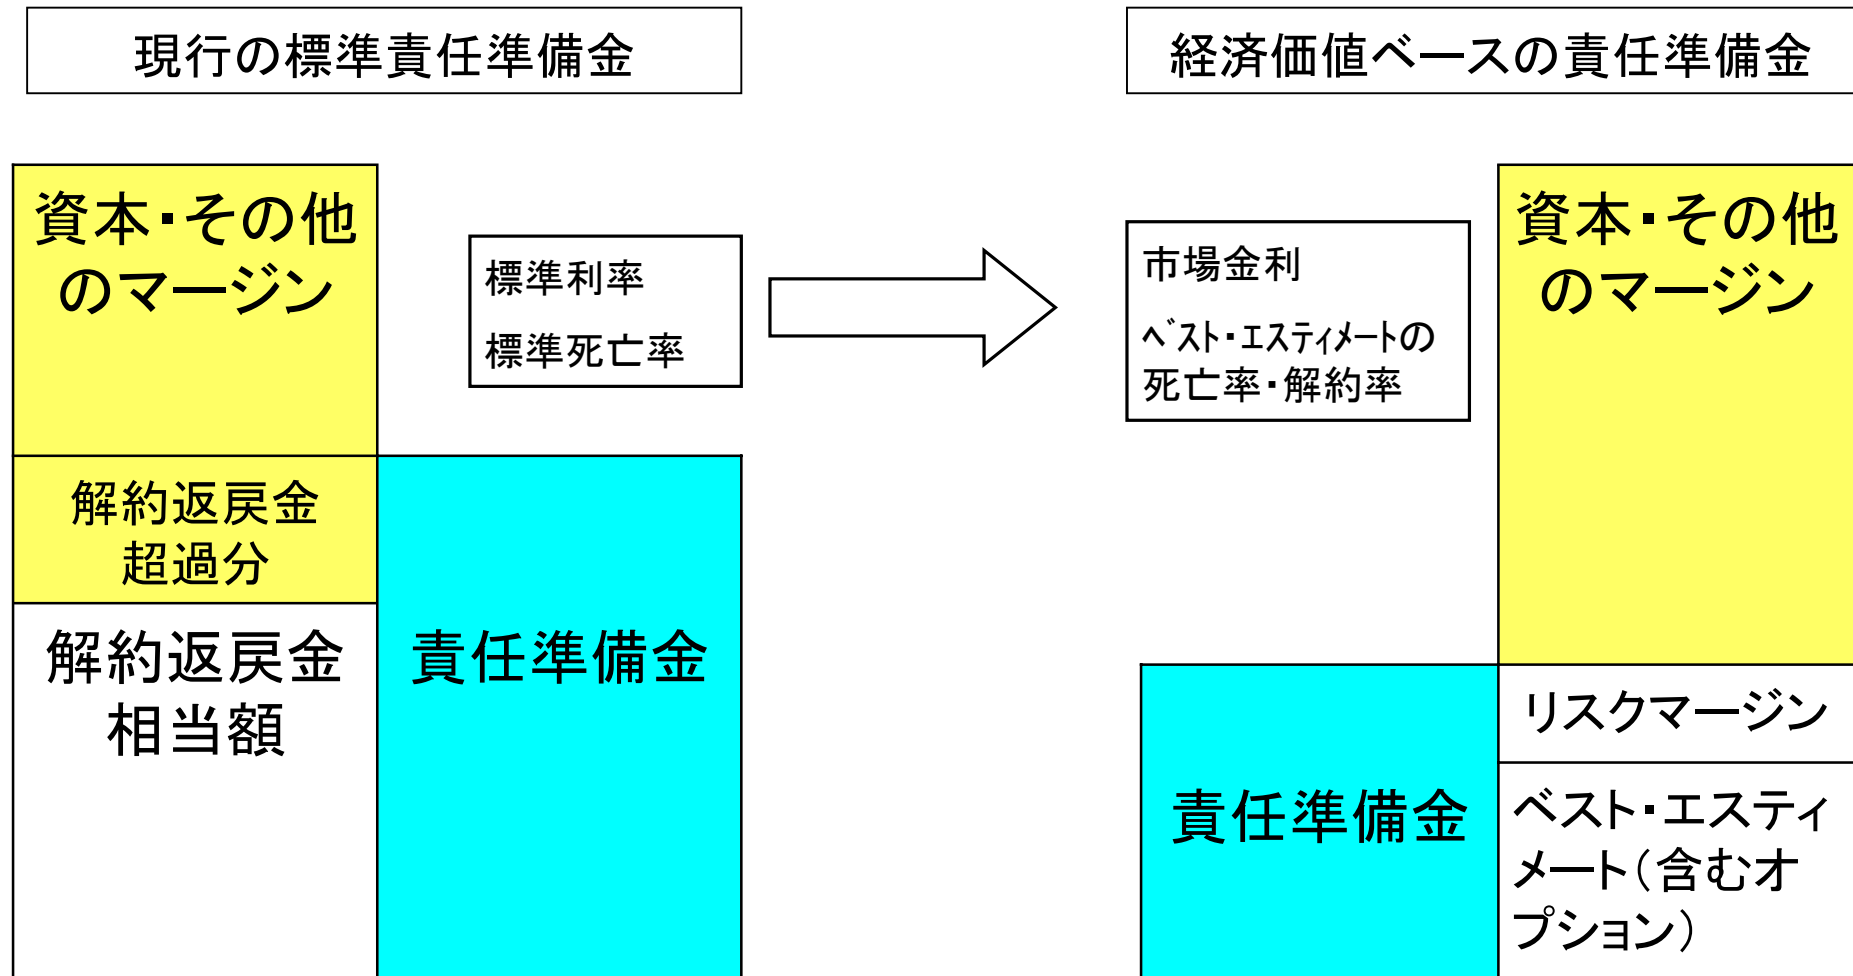 現行の標準責任準備金
経済価値ベースの責任準備金
資本・その他
のマージン
標準利率
標準死亡率
市場金利
ﾍﾞｽﾄ・ｴｽﾃｨﾒｰﾄの
死亡率・解約率
資本・その他
のマージン
解約返戻金
超過分
解約返戻金
相当額
責任準備金
責任準備金
リスクマージン
ベスト・エスティ
メート（含むオ
プション）